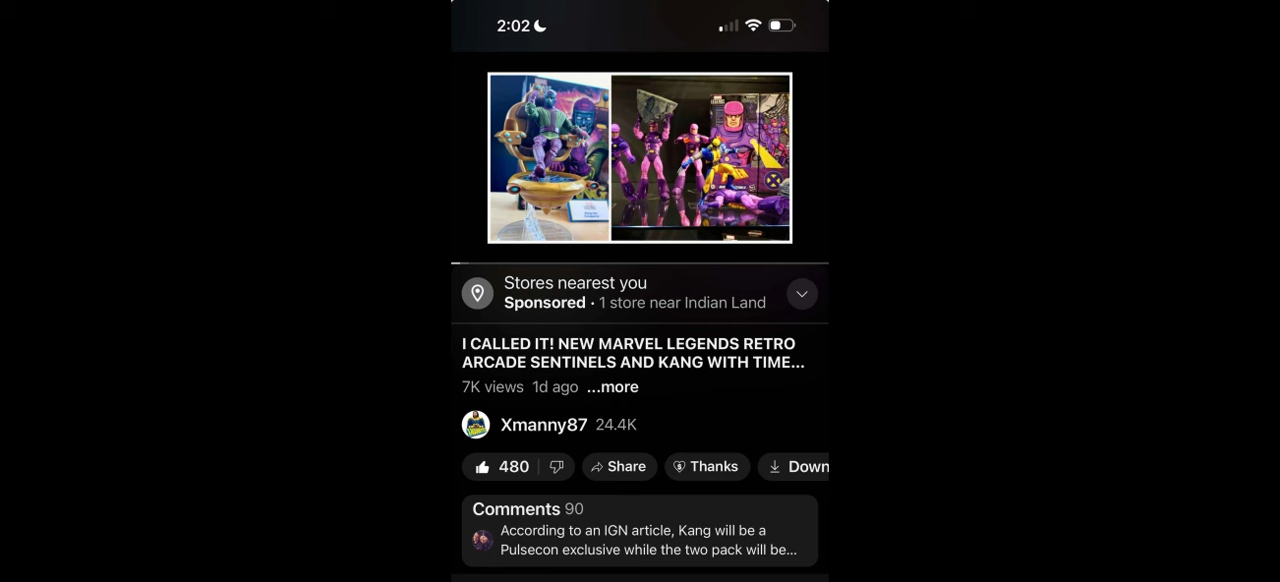 2:02
Stores nearest you
Sponsored · 1 store near Indian Land
I CALLED IT! NEW MARVEL LEGENDS RETRO
ARCADE SENTINELS AND KANG WITH TIME...
7K views 1d ago ...more
Xmanny87 24.4K
480 Share Thanks Down
Comments 90
According to an IGN article, Kang will be a
Pulsecon exclusive while the two pack will be...